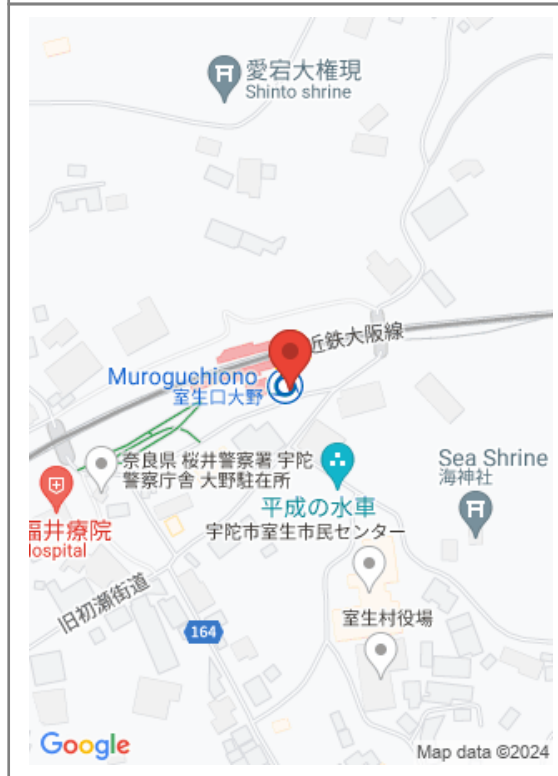 愛宕大権現
Shinto shrine
近鉄大阪線
Muroguchiono
室生口大野
奈良県 桜井警察署 宇陀
警察庁舎 大野駐在所
Sea Shrine
海神社
福井療院
Hospital
平成の水車
宇陀市室生市民センター
旧初瀬街道
室生村役場
164
Google
Map data ©2024